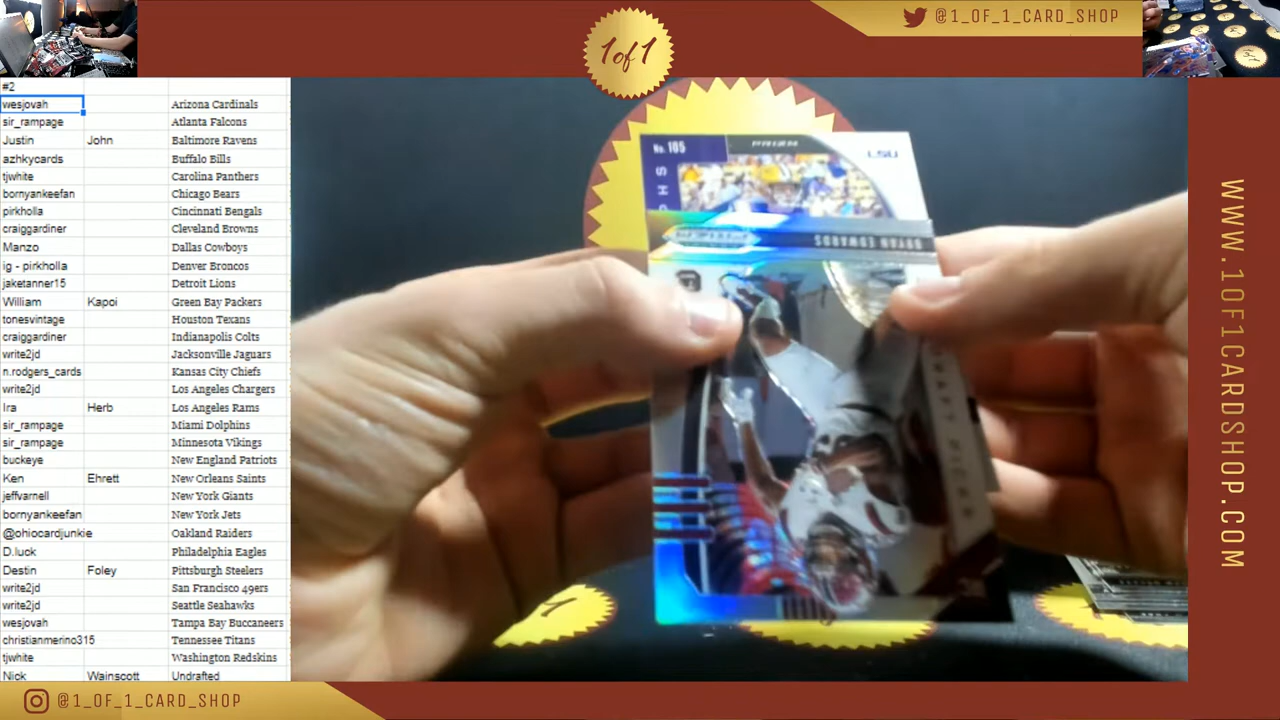 1of1
@1_OF_1_CARD_SHOP
#2
wesjovah Arizona Cardinals
sir_rampage Atlanta Falcons
Justin John Baltimore Ravens
azhkycards Buffalo Bills
tjwhite Carolina Panthers
bornyankeefan Chicago Bears
pirkholla Cincinnati Bengals
craiggardiner Cleveland Browns
Manzo Dallas Cowboys
ig - pirkholla Denver Broncos
jaketanner15 Detroit Lions
William Kapoi Green Bay Packers
tonesvintage Houston Texans
craiggardiner Indianapolis Colts
write2jd Jacksonville Jaguars
n.rodgers_cards Kansas City Chiefs
write2jd Los Angeles Chargers
Ira Herb Los Angeles Rams
sir_rampage Miami Dolphins
sir_rampage Minnesota Vikings
buckeye New England Patriots
Ken Ehrett New Orleans Saints
jeffvarnell New York Giants
bornyankeefan New York Jets
@ohiocardjunkie Oakland Raiders
D.luck Philadelphia Eagles
Destin Foley Pittsburgh Steelers
write2jd San Francisco 49ers
write2jd Seattle Seahawks
wesjovah Tampa Bay Buccaneers
christianmerino315 Tennessee Titans
tjwhite Washington Redskins
Nick Wainscott Undrafted
No. 105
PRIZM
LSU
BRYAN EDWARDS
WWW.1OF1CARDSHOP.COM
@1_OF_1_CARD_SHOP